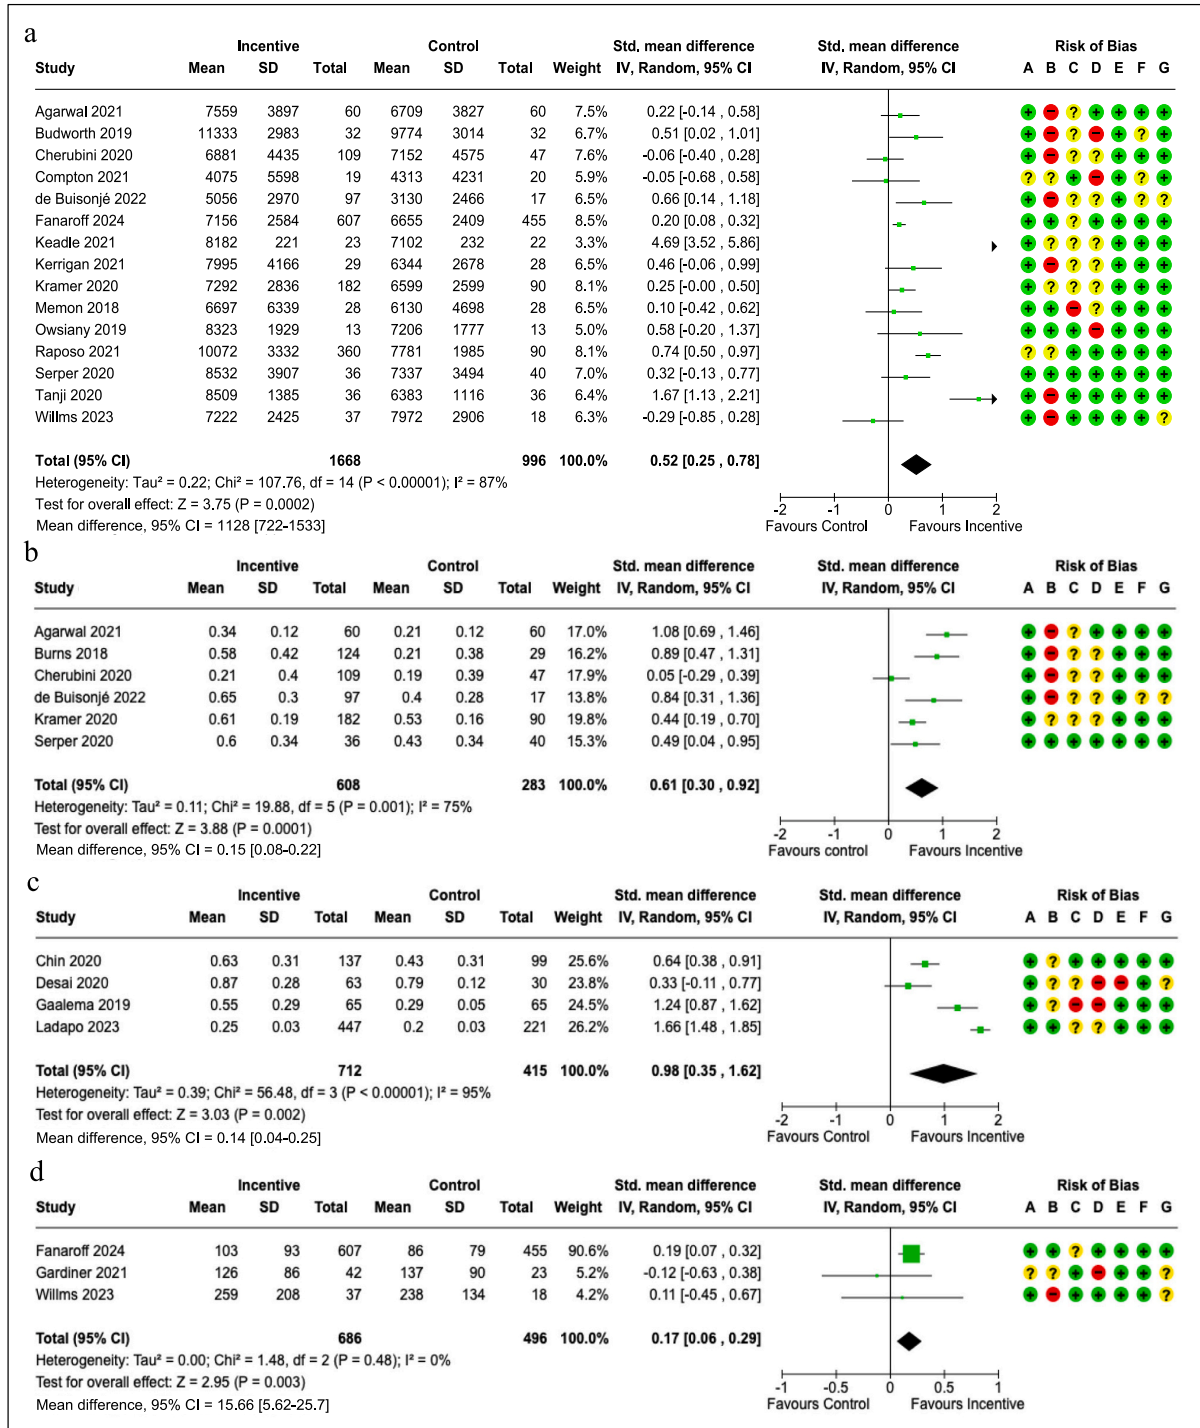 a
Incentive Control Std. mean difference Std. mean difference Risk of Bias
Study Mean SD Total Mean SD Total Weight IV, Random, 95% CI IV, Random, 95% CI A B C D E F G
Agarwal 2021 7559 3897 60 6709 3827 60 7.5% 0.22 [-0.14 , 0.58] + − ? + + + +
Budworth 2019 11333 2983 32 9774 3014 32 6.7% 0.51 [0.02 , 1.01] + − ? − + ? +
Cherubini 2020 6881 4435 109 7152 4575 47 7.6% -0.06 [-0.40 , 0.28] + − ? ? + + +
Compton 2021 4075 5598 19 4313 4231 20 5.9% -0.05 [-0.68 , 0.58] ? ? + − + + +
de Buisonjé 2022 5056 2970 97 3130 2466 17 6.5% 0.66 [0.14 , 1.18] + − ? ? + ? ?
Fanaroff 2024 7156 2584 607 6655 2409 455 8.5% 0.20 [0.08 , 0.32] + + ? + + + +
Keadle 2021 8182 221 23 7102 232 22 3.3% 4.69 [3.52 , 5.86] + ? ? ? + + +
Kerrigan 2021 7995 4166 29 6344 2678 28 6.5% 0.46 [-0.06 , 0.99] + − ? ? + + +
Kramer 2020 7292 2836 182 6599 2599 90 8.1% 0.25 [-0.00 , 0.50] + ? ? ? + + +
Memon 2018 6697 6339 28 6130 4698 28 6.5% 0.10 [-0.42 , 0.62] + + − ? + + +
Owsiany 2019 8323 1929 13 7206 1777 13 5.0% 0.58 [-0.20 , 1.37] + + + − + + +
Raposo 2021 10072 3332 360 7781 1985 90 8.1% 0.74 [0.50 , 0.97] ? ? + + + + +
Serper 2020 8532 3907 36 7337 3494 40 7.0% 0.32 [-0.13 , 0.77] + + + + + + +
Tanji 2020 8509 1385 36 6383 1116 36 6.4% 1.67 [1.13 , 2.21] + − + + + + +
Willms 2023 7222 2425 37 7972 2906 18 6.3% -0.29 [-0.85 , 0.28] + − + + + + ?
Total (95% CI) 1668 996 100.0% 0.52 [0.25 , 0.78]
Heterogeneity: Tau² = 0.22; Chi² = 107.76, df = 14 (P < 0.00001); I² = 87%
Test for overall effect: Z = 3.75 (P = 0.0002)
Mean difference, 95% CI = 1128 [722-1533]
-2 -1 0 1 2
Favours Control Favours Incentive
b
Incentive Control Std. mean difference Std. mean difference Risk of Bias
Study Mean SD Total Mean SD Total Weight IV, Random, 95% CI IV, Random, 95% CI A B C D E F G
Agarwal 2021 0.34 0.12 60 0.21 0.12 60 17.0% 1.08 [0.69 , 1.46] + − ? + + + +
Burns 2018 0.58 0.42 124 0.21 0.38 29 16.2% 0.89 [0.47 , 1.31] + − ? ? + + +
Cherubini 2020 0.21 0.4 109 0.19 0.39 47 17.9% 0.05 [-0.29 , 0.39] + − ? ? + + +
de Buisonjé 2022 0.65 0.3 97 0.4 0.28 17 13.8% 0.84 [0.31 , 1.36] + − ? ? + ? ?
Kramer 2020 0.61 0.19 182 0.53 0.16 90 19.8% 0.44 [0.19 , 0.70] + ? ? ? + + +
Serper 2020 0.6 0.34 36 0.43 0.34 40 15.3% 0.49 [0.04 , 0.95] + + + + + + +
Total (95% CI) 608 283 100.0% 0.61 [0.30 , 0.92]
Heterogeneity: Tau² = 0.11; Chi² = 19.88, df = 5 (P = 0.001); I² = 75%
Test for overall effect: Z = 3.88 (P = 0.0001)
Mean difference, 95% CI = 0.15 [0.08-0.22]
-2 -1 0 1 2
Favours control Favours Incentive
c
Incentive Control Std. mean difference Std. mean difference Risk of Bias
Study Mean SD Total Mean SD Total Weight IV, Random, 95% CI IV, Random, 95% CI A B C D E F G
Chin 2020 0.63 0.31 137 0.43 0.31 99 25.6% 0.64 [0.38 , 0.91] + ? + + + + +
Desai 2020 0.87 0.28 63 0.79 0.12 30 23.8% 0.33 [-0.11 , 0.77] + ? ? − − + ?
Gaalema 2019 0.55 0.29 65 0.29 0.05 65 24.5% 1.24 [0.87 , 1.62] + ? − − + + +
Ladapo 2023 0.25 0.03 447 0.2 0.03 221 26.2% 1.66 [1.48 , 1.85] + + ? ? + + +
Total (95% CI) 712 415 100.0% 0.98 [0.35 , 1.62]
Heterogeneity: Tau² = 0.39; Chi² = 56.48, df = 3 (P < 0.00001); I² = 95%
Test for overall effect: Z = 3.03 (P = 0.002)
Mean difference, 95% CI = 0.14 [0.04-0.25]
-2 -1 0 1 2
Favours Control Favours Incentive
d
Incentive Control Std. mean difference Std. mean difference Risk of Bias
Study Mean SD Total Mean SD Total Weight IV, Random, 95% CI IV, Random, 95% CI A B C D E F G
Fanaroff 2024 103 93 607 86 79 455 90.6% 0.19 [0.07 , 0.32] + + ? + + + +
Gardiner 2021 126 86 42 137 90 23 5.2% -0.12 [-0.63 , 0.38] ? ? + − + + ?
Willms 2023 259 208 37 238 134 18 4.2% 0.11 [-0.45 , 0.67] + − + + + + ?
Total (95% CI) 686 496 100.0% 0.17 [0.06 , 0.29]
Heterogeneity: Tau² = 0.00; Chi² = 1.48, df = 2 (P = 0.48); I² = 0%
Test for overall effect: Z = 2.95 (P = 0.003)
Mean difference, 95% CI = 15.66 [5.62-25.7]
-1 -0.5 0 0.5 1
Favours Control Favours Incentive